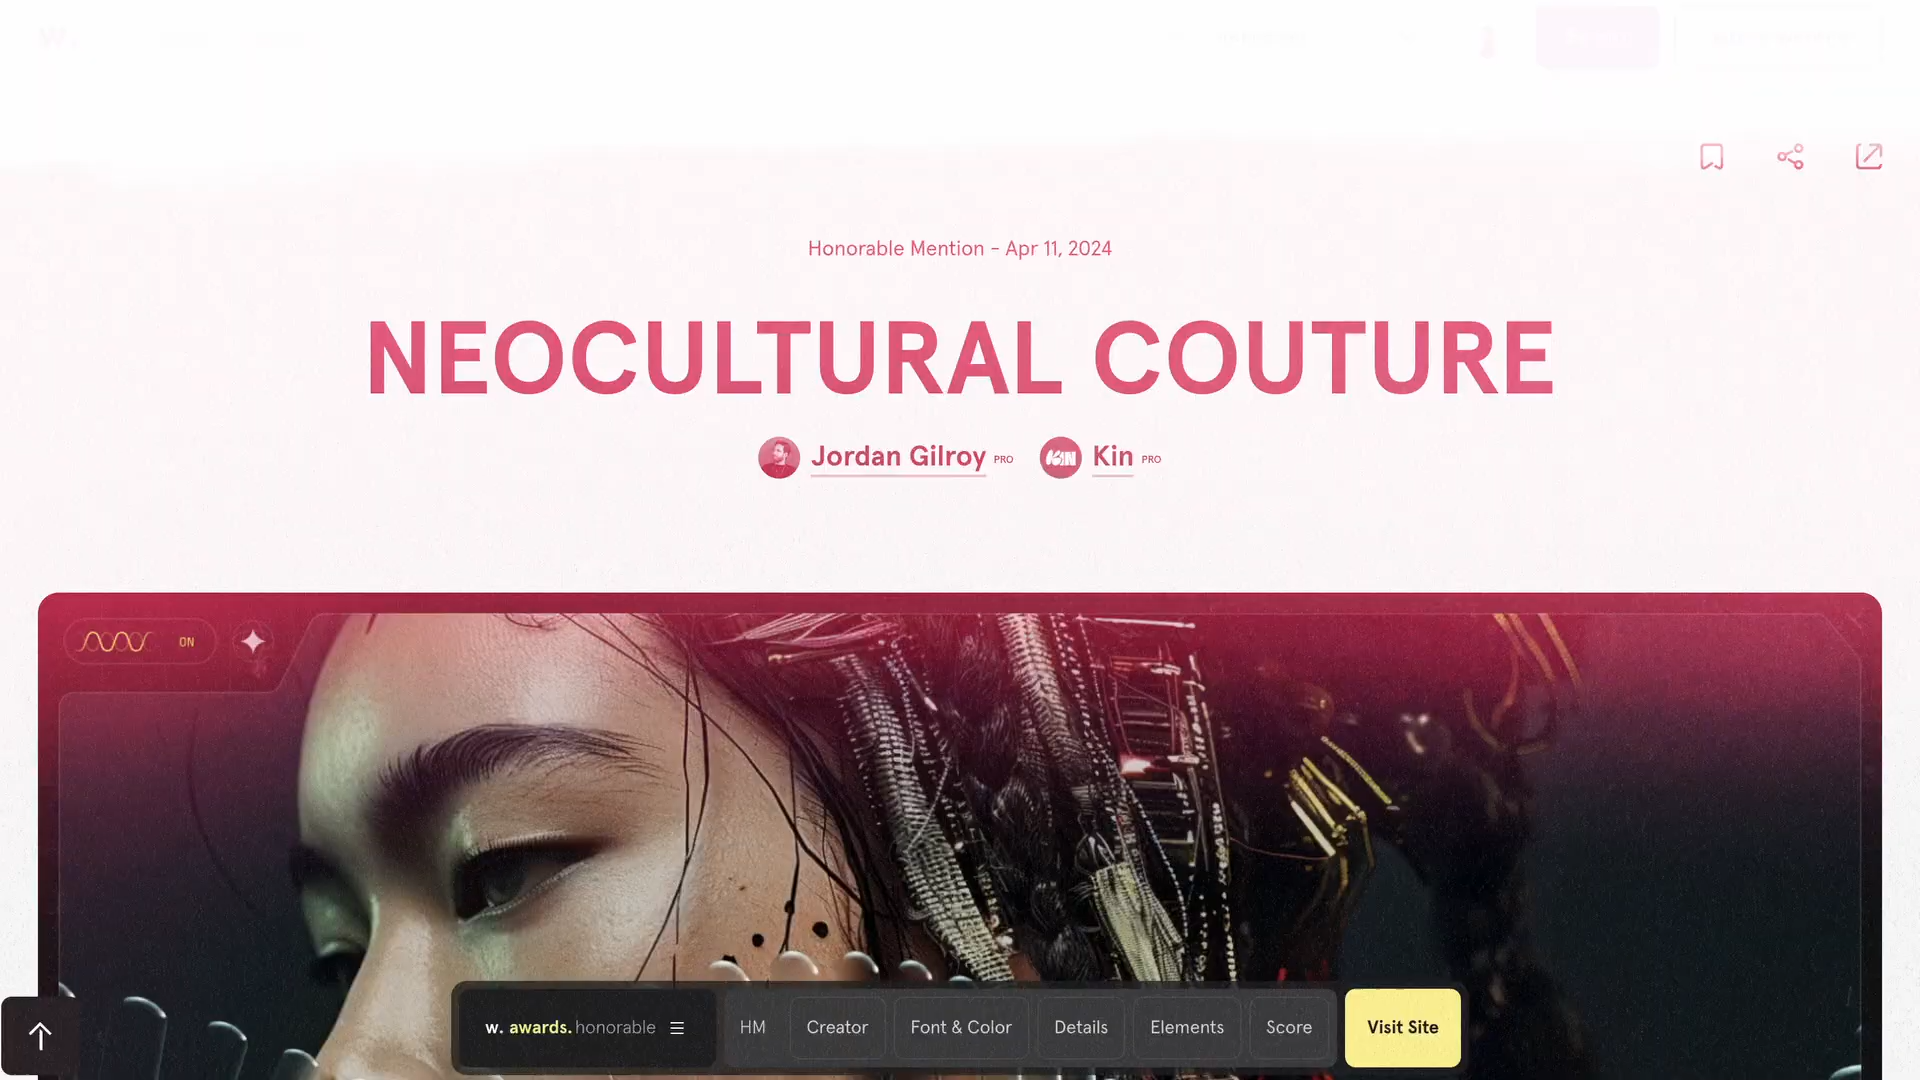 Honorable Mention - Apr 11, 2024
NEOCULTURAL COUTURE
Jordan Gilroy PRO Kin PRO
ON
w. awards. honorable HM Creator Font & Color Details Elements Score Visit Site